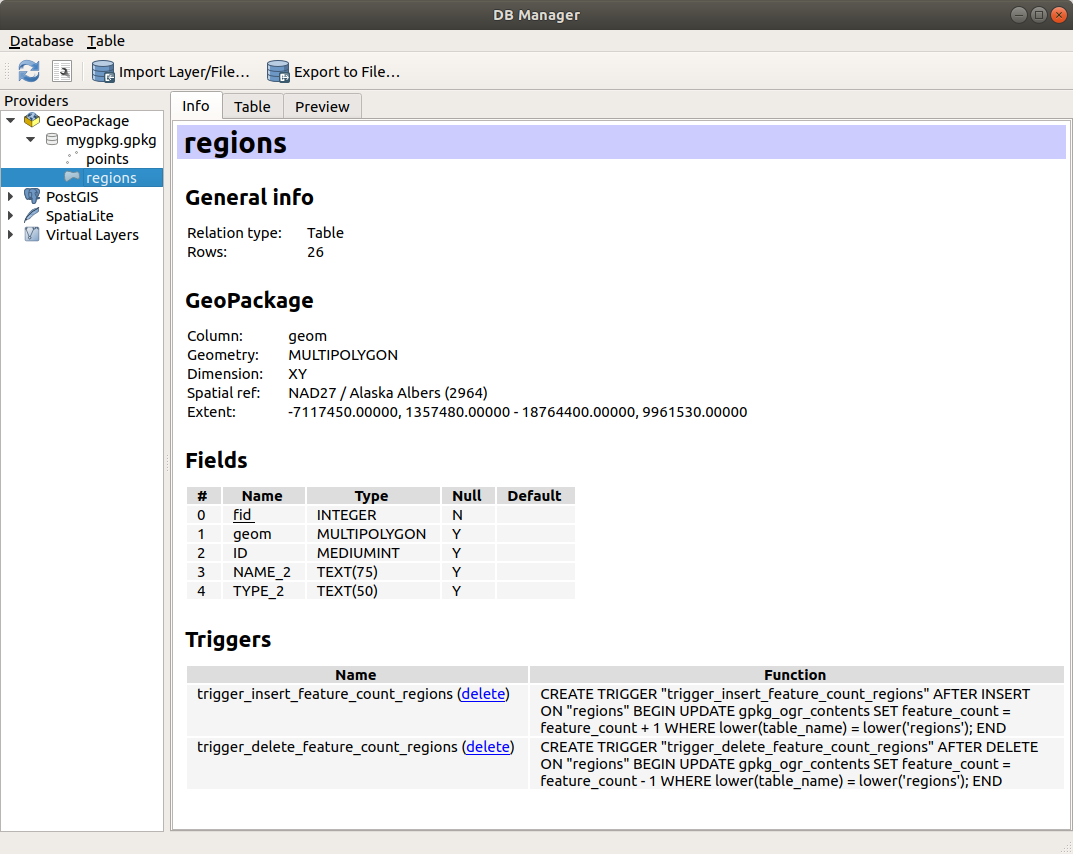 DB Manager
Database Table
Import Layer/File... Export to File...
Providers
GeoPackage
mygpkg.gpkg
points
regions
PostGIS
SpatiaLite
Virtual Layers
Info Table Preview
regions
General info
Relation type: Table
Rows: 26
GeoPackage
Column: geom
Geometry: MULTIPOLYGON
Dimension: XY
Spatial ref: NAD27 / Alaska Albers (2964)
Extent: -7117450.00000, 1357480.00000 - 18764400.00000, 9961530.00000
Fields
# Name Type Null Default
0 fid INTEGER N
1 geom MULTIPOLYGON Y
2 ID MEDIUMINT Y
3 NAME_2 TEXT(75) Y
4 TYPE_2 TEXT(50) Y
Triggers
Name Function
trigger_insert_feature_count_regions (delete) CREATE TRIGGER "trigger_insert_feature_count_regions" AFTER INSERT
ON "regions" BEGIN UPDATE gpkg_ogr_contents SET feature_count =
feature_count + 1 WHERE lower(table_name) = lower('regions'); END
trigger_delete_feature_count_regions (delete) CREATE TRIGGER "trigger_delete_feature_count_regions" AFTER DELETE
ON "regions" BEGIN UPDATE gpkg_ogr_contents SET feature_count =
feature_count - 1 WHERE lower(table_name) = lower('regions'); END